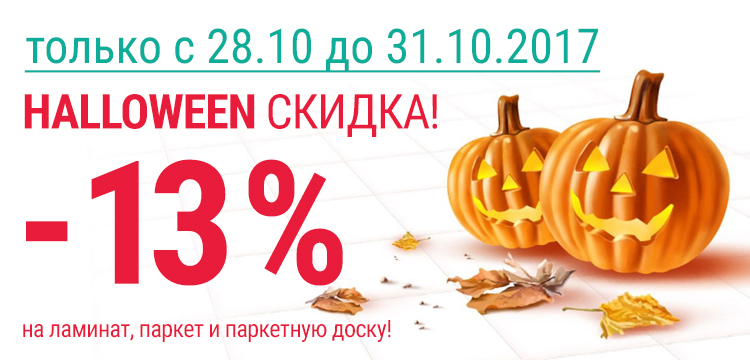 только с 28.10 до 31.10.2017
HALLOWEEN СКИДКА!
-13%
на ламинат, паркет и паркетную доску!